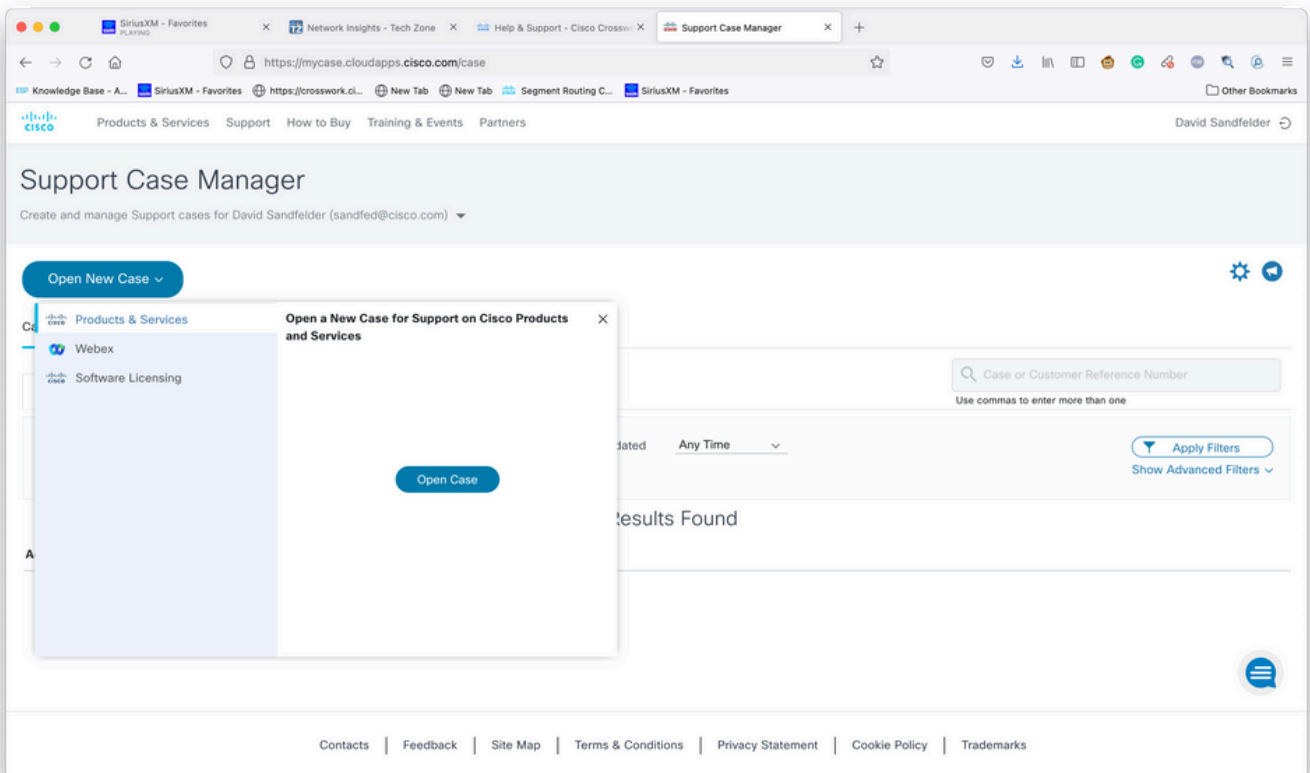 SiriusXM - Favorites
PLAYING
Network Insights - Tech Zone
Help & Support - Cisco Crossw
Support Case Manager
https://mycase.cloudapps.cisco.com/case
Knowledge Base - A...
SiriusXM - Favorites
https://crosswork.ci...
New Tab
New Tab
Segment Routing C...
SiriusXM - Favorites
Other Bookmarks
CISCO
Products & Services Support How to Buy Training & Events Partners
David Sandfelder
Support Case Manager
Create and manage Support cases for David Sandfelder (sandfed@cisco.com)
Open New Case
Ca
Products & Services
Webex
Software Licensing
Open a New Case for Support on Cisco Products
and Services
Open Case
Case or Customer Reference Number
Use commas to enter more than one
dated Any Time
Apply Filters
Show Advanced Filters
Results Found
A
Contacts | Feedback | Site Map | Terms & Conditions | Privacy Statement | Cookie Policy | Trademarks